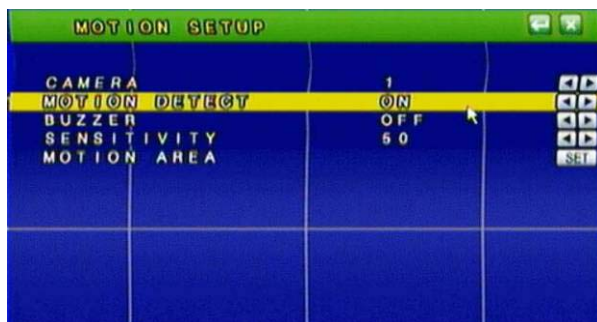 MOTION SETUP
CAMERA 1
MOTION DETECT ON
BUZZER OFF
SENSITIVITY 50
MOTION AREA SET